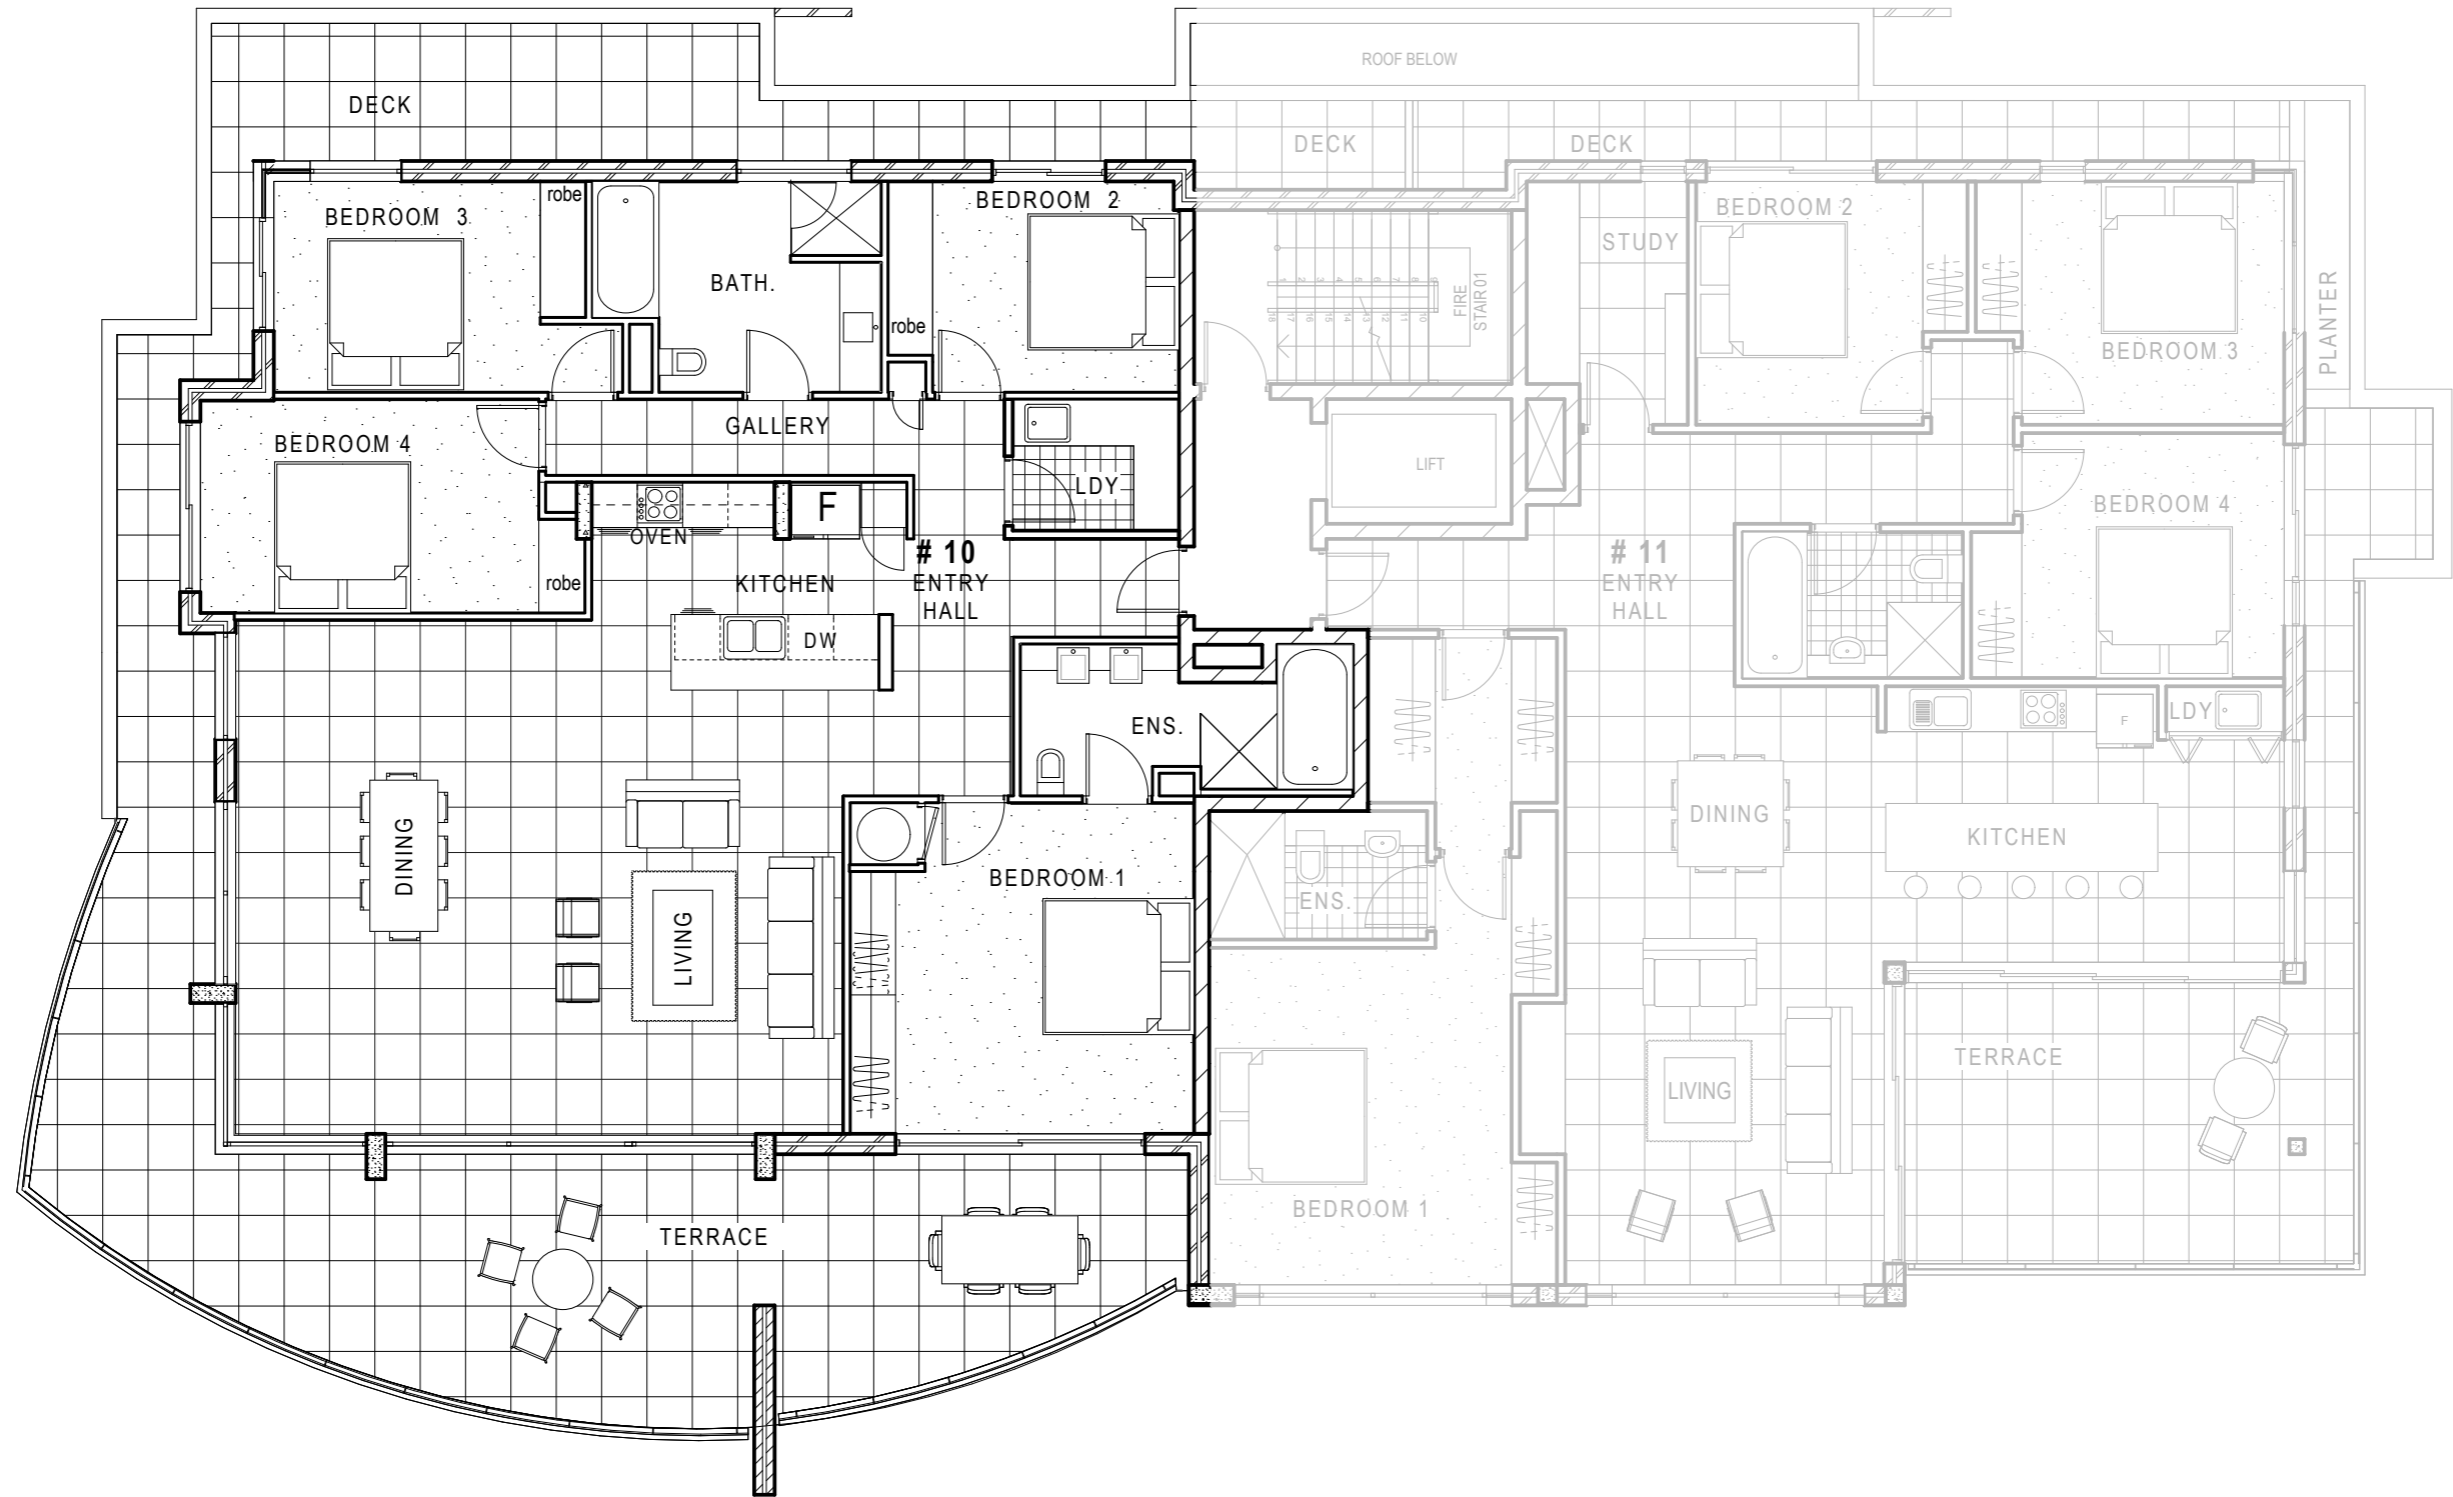 ROOF BELOW
DECK
DECK
DECK
robe
BEDROOM 3
BEDROOM 2
BEDROOM 2
STUDY
BATH.
FIRE
STAIR 01
PLANTER
robe
BEDROOM 3
GALLERY
BEDROOM 4
LIFT
LDY
F
BEDROOM 4
OVEN
# 10
ENTRY
HALL
# 11
ENTRY
HALL
KITCHEN
robe
DW
ENS.
LDY
F
DINING
DINING
KITCHEN
BEDROOM 1
ENS.
LIVING
TERRACE
LIVING
BEDROOM 1
TERRACE